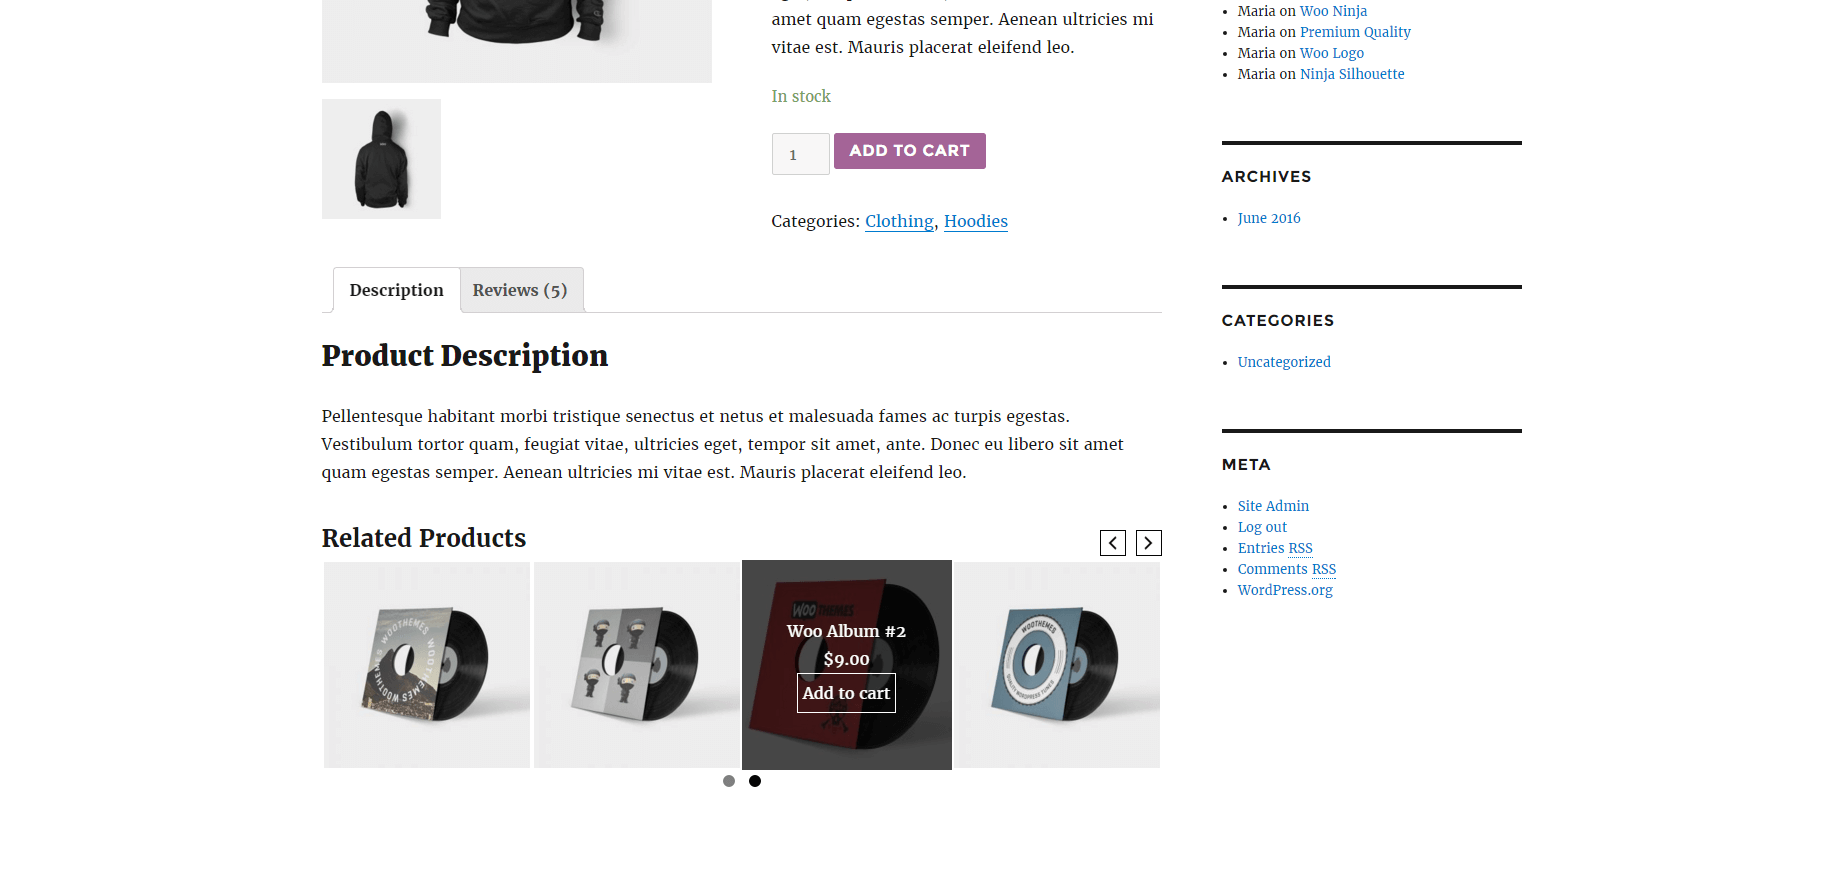 amet quam egestas semper. Aenean ultricies mi
vitae est. Mauris placerat eleifend leo.
In stock
1
ADD TO CART
Categories: Clothing, Hoodies
Description
Reviews (5)
Product Description
Pellentesque habitant morbi tristique senectus et netus et malesuada fames ac turpis egestas.
Vestibulum tortor quam, feugiat vitae, ultricies eget, tempor sit amet, ante. Donec eu libero sit amet
quam egestas semper. Aenean ultricies mi vitae est. Mauris placerat eleifend leo.
Related Products
WOOTHEMES WOOTHEMES WOOTHEMES
WOOTHEMES
Woo Album #2
$9.00
Add to cart
WOOTHEMES
Maria on Woo Ninja
Maria on Premium Quality
Maria on Woo Logo
Maria on Ninja Silhouette
ARCHIVES
June 2016
CATEGORIES
Uncategorized
META
Site Admin
Log out
Entries RSS
Comments RSS
WordPress.org